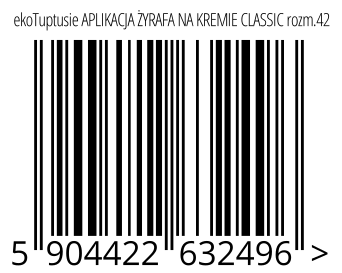 ekoTuptusie APLIKACJA ŻYRAFA NA KREMIE CLASSIC rozm.42
5 904422 632496 >